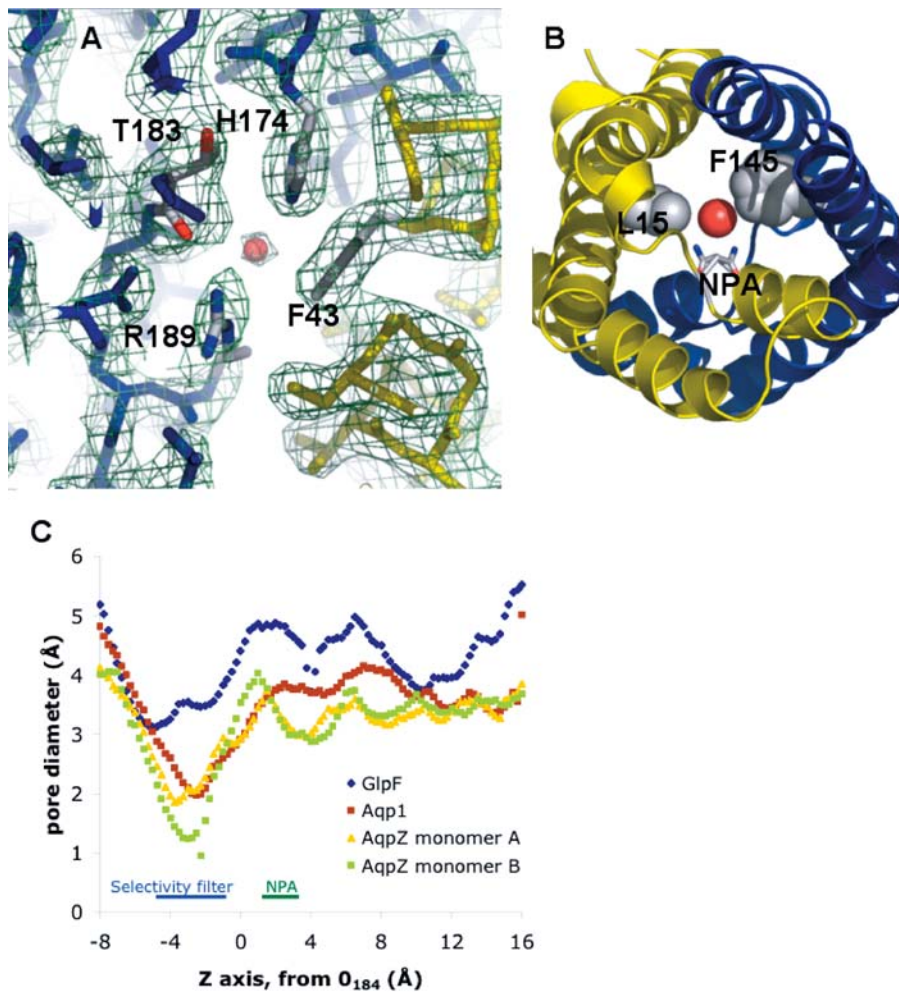 A
T183
H174
R189
F43
B
F145
L15
NPA
C
pore diameter (Å)
6
5
4
3
2
1
0
GlpF
Aqp1
AqpZ monomer A
AqpZ monomer B
Selectivity filter
NPA
-8 -4 0 4 8 12 16
Z axis, from 0₁₈₄ (Å)